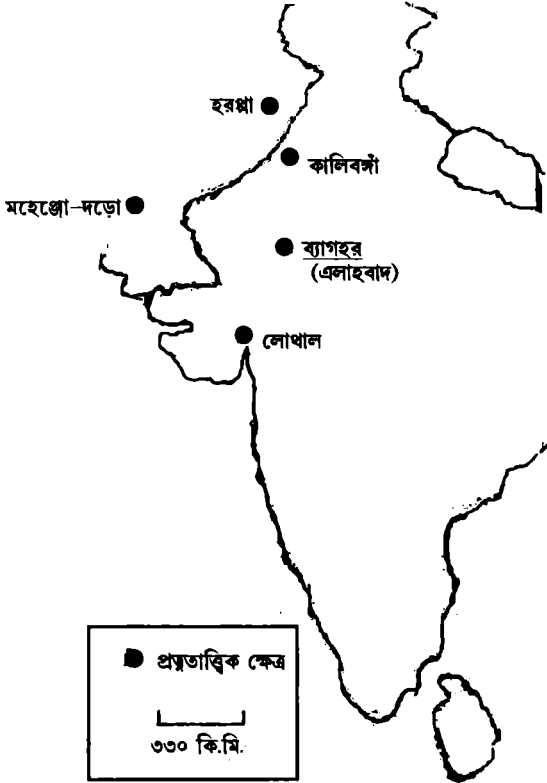 হরপ্পা
কালিবঙ্গাঁ
মহেঞ্জো-দড়ো
ব্যাগহর
(এলাহবাদ)
লোথাল
প্রত্নতাত্ত্বিক ক্ষেত্র
৩৩০ কি.মি.